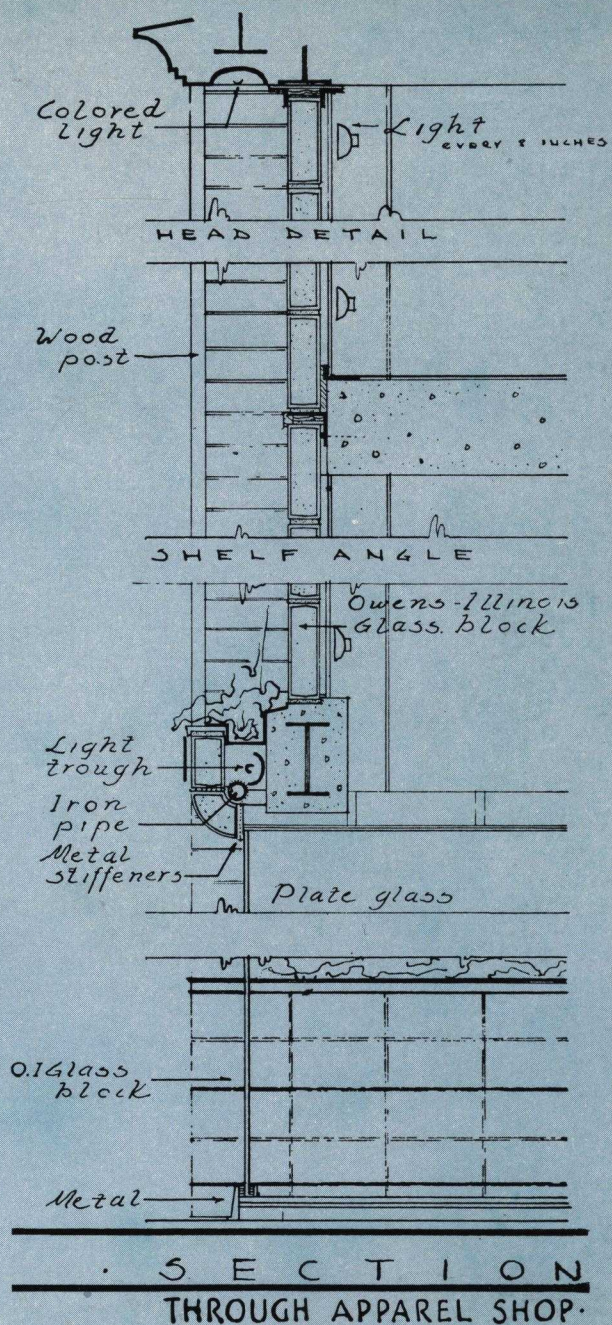 Colored
light
Light
EVERY 8 INCHES
HEAD DETAIL
Wood
post
SHELF ANGLE
Owens-Illinois
Glass block
Light
trough
Iron
pipe
Metal
stiffeners
Plate glass
O.I Glass
block
Metal
. SECTION
THROUGH APPAREL SHOP.